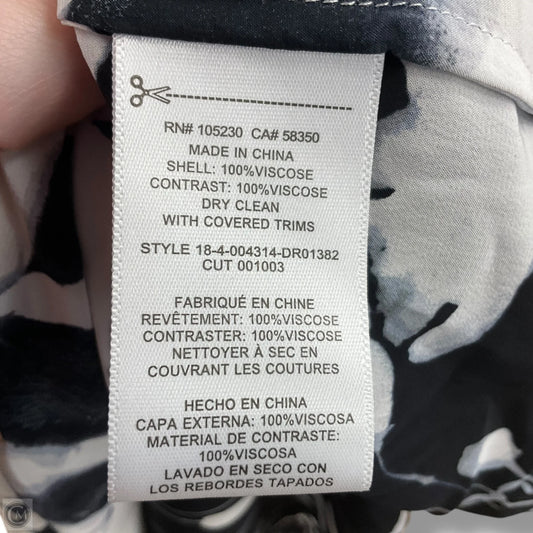 RN# 105230 CA# 58350
MADE IN CHINA
SHELL: 100%VISCOSE
CONTRAST: 100%VISCOSE
DRY CLEAN
WITH COVERED TRIMS
STYLE 18-4-004314-DR01382
CUT 001003
FABRIQUÉ EN CHINE
REVÊTEMENT: 100%VISCOSE
CONTRASTER: 100%VISCOSE
NETTOYER À SEC EN
COUVRANT LES COUTURES
HECHO EN CHINA
CAPA EXTERNA: 100%VISCOSA
MATERIAL DE CONTRASTE:
100%VISCOSA
LAVADO EN SECO CON
LOS REBORDES TAPADOS
M